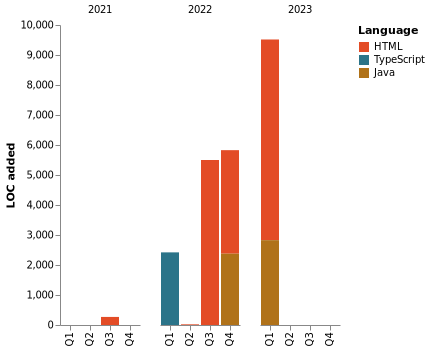 2021 2022 2023
Language
HTML
TypeScript
Java
LOC added
10,000
9,000
8,000
7,000
6,000
5,000
4,000
3,000
2,000
1,000
0
Q1 Q2 Q3 Q4 Q1 Q2 Q3 Q4 Q1 Q2 Q3 Q4